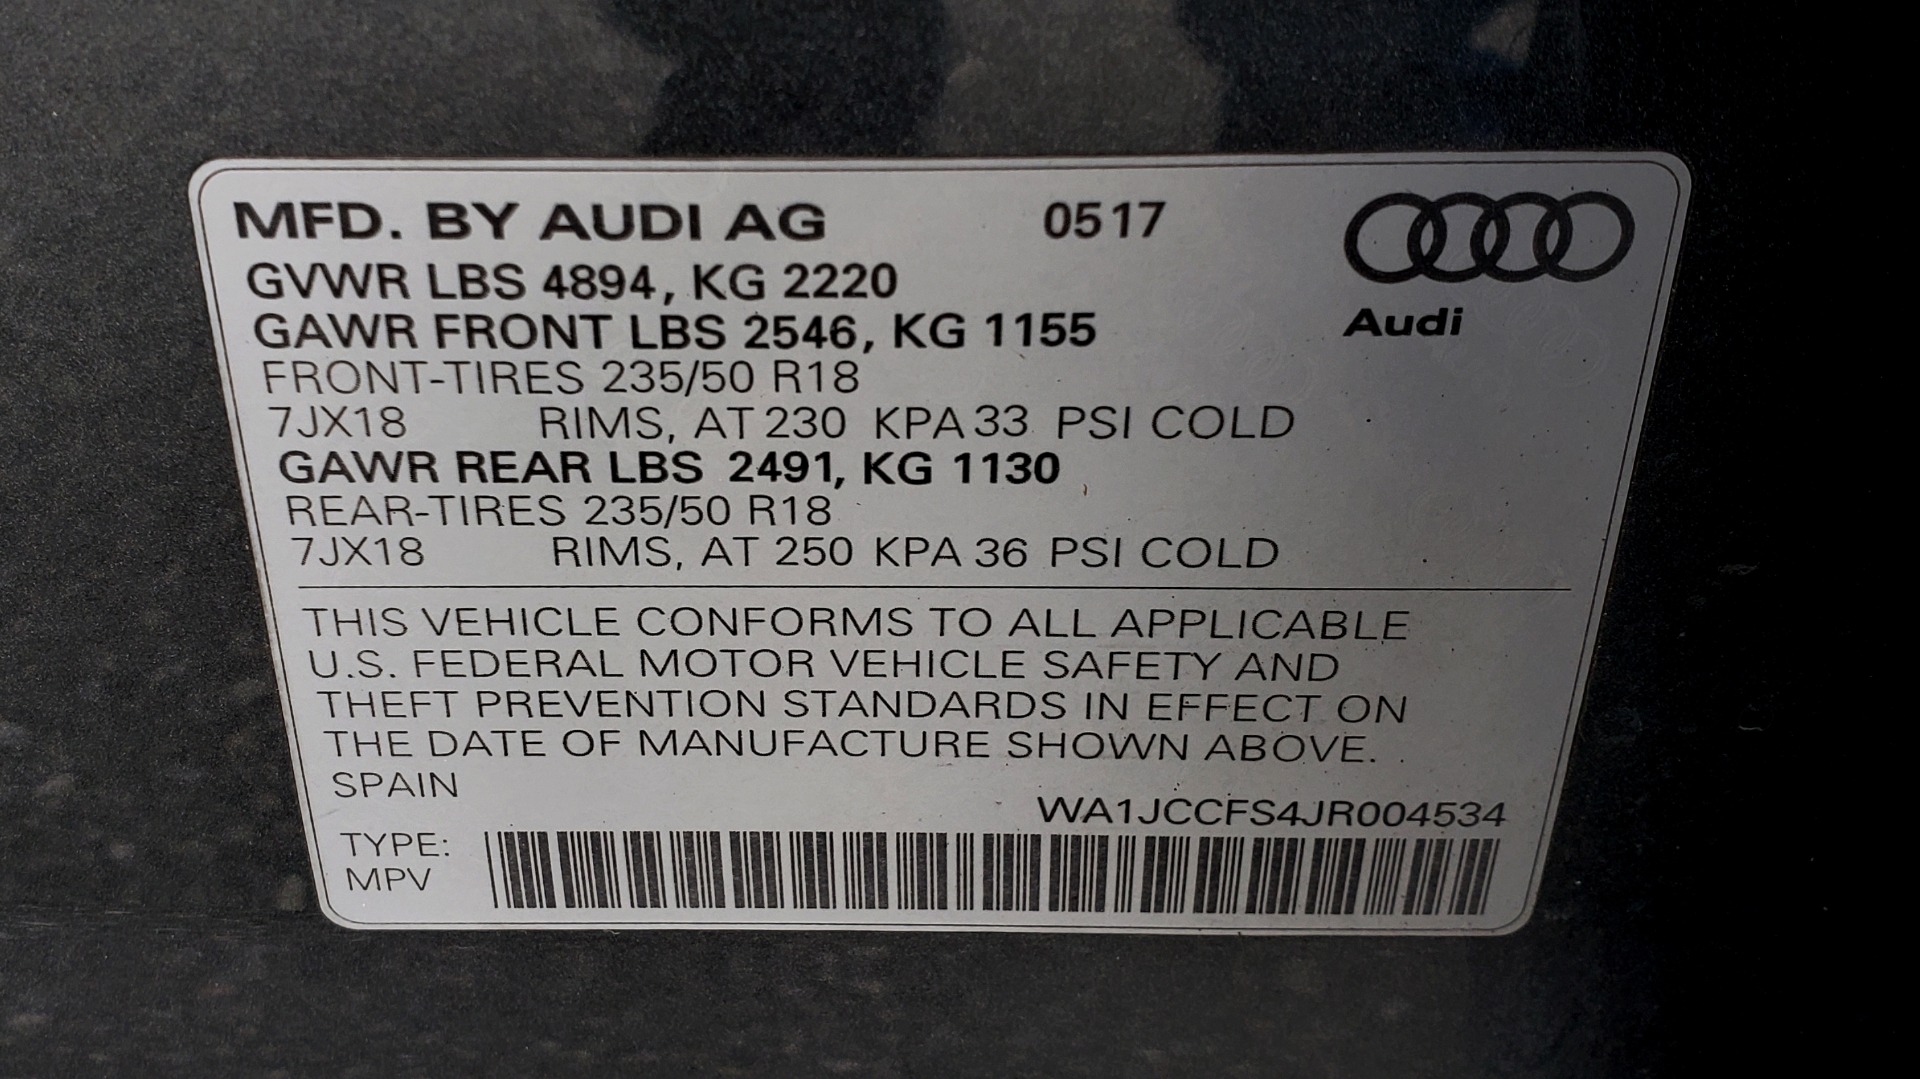 MFD. BY AUDI AG 0517
GVWR LBS 4894, KG 2220
GAWR FRONT LBS 2546, KG 1155
Audi
FRONT-TIRES 235/50 R18
7JX18 RIMS, AT 230 KPA 33 PSI COLD
GAWR REAR LBS 2491, KG 1130
REAR-TIRES 235/50 R18
7JX18 RIMS, AT 250 KPA 36 PSI COLD
THIS VEHICLE CONFORMS TO ALL APPLICABLE
U.S. FEDERAL MOTOR VEHICLE SAFETY AND
THEFT PREVENTION STANDARDS IN EFFECT ON
THE DATE OF MANUFACTURE SHOWN ABOVE.
SPAIN
WA1JCCFS4JR004534
TYPE:
MPV